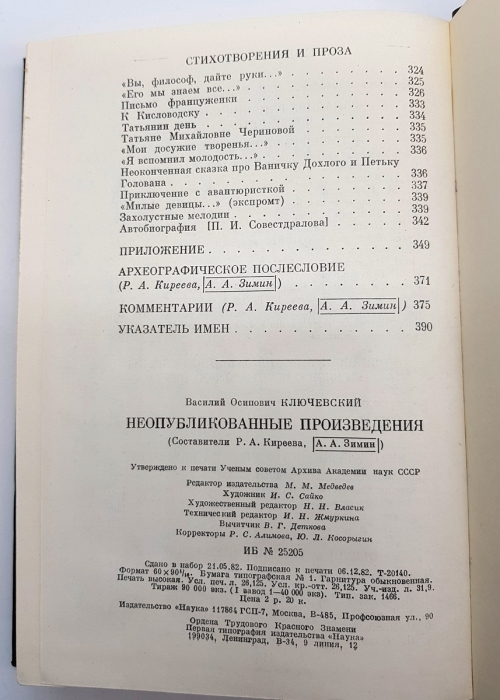 СТИХОТВОРЕНИЯ И ПРОЗА
«Вы, философ, дайте руки...» . . . . . . . . . 324
«Его мы знаем все...» . . . . . . . . . . 325
Письмо француженки . . . . . . . . . . 326
К Кисловодску . . . . . . . . . . 333
Татьянин день . . . . . . . . . . 334
Татьяне Михайловне Чериновой . . . . . . . 335
«Мои досужие творенья...» . . . . . . . . . 335
«Я вспомнил молодость...» . . . . . . . . . 336
Неоконченная сказка про Ваничку Дохлого и Петьку
Голована . . . . . . . . . . 336
Приключение с авантюристкой . . . . . . . 337
«Милые девицы...» (экспромт) . . . . . . . . 339
Захолустные мелодии . . . . . . . . . . 339
Автобиография [П. И. Совестдралова] . . . . . . 342
ПРИЛОЖЕНИЕ . . . . . . . . . . 349
АРХЕОГРАФИЧЕСКОЕ ПОСЛЕСЛОВИЕ
(Р. А. Киреева, А. А. Зимин) . . . . . . . . 371
КОММЕНТАРИИ (Р. А. Киреева, А. А. Зимин) 375
УКАЗАТЕЛЬ ИМЕН . . . . . . . . . . 390
Василий Осипович КЛЮЧЕВСКИЙ
НЕОПУБЛИКОВАННЫЕ ПРОИЗВЕДЕНИЯ
(Составители Р. А. Киреева, А. А. Зимин)
Утверждено к печати Ученым советом Архива Академии наук СССР
Редактор издательства М. М. Медведев
Художник И. С. Сайко
Художественный редактор Н. Н. Власик
Технический редактор И. Н. Жмуркина
Вычитчик В. Г. Деткова
Корректоры Р. С. Алимова, Ю. Л. Косорыгин
ИБ № 25205
Сдано в набор 21.05.82. Подписано к печати 06.12.82. Т-20140.
Формат 60×90¹/₁₆. Бумага типографская № 1. Гарнитура обыкновенная.
Печать высокая. Усл. печ. л. 26,125. Усл. кр.-отт. 26,125. Уч.-изд. л. 31,9.
Тираж 90 000 экз. (I завод 1—40 000 экз). Тип. зак. 1466.
Цена 2 р. 20 к.
Издательство «Наука» 117864 ГСП-7, Москва, В-485, Профсоюзная ул., 90
Ордена Трудового Красного Знамени
Первая типография издательства «Наука»
199034, Ленинград, В-34, 9 линия, 12